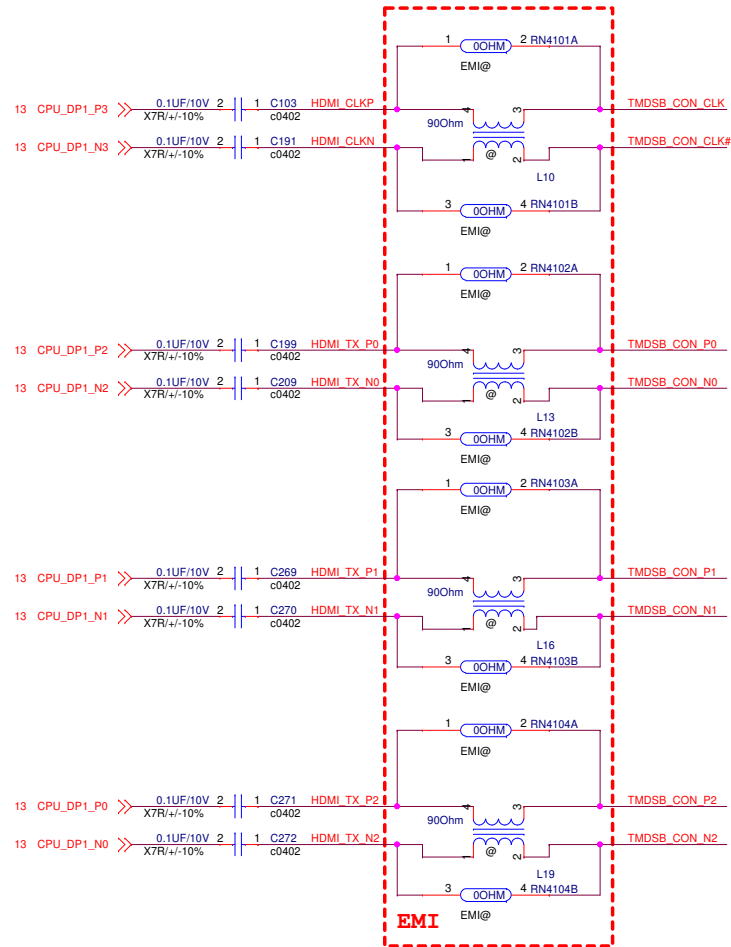 1 0OHM 2 RN4101A
EMI@
13 CPU_DP1_P3 0.1UF/10V 2 1 C103 HDMI_CLKP 4 3 TMDSB_CON_CLK
X7R/+/-10% c0402
90Ohm
13 CPU_DP1_N3 0.1UF/10V 2 1 C191 HDMI_CLKN TMDSB_CON_CLK#
X7R/+/-10% c0402 1 @ 2
L10
3 0OHM 4 RN4101B
EMI@
1 0OHM 2 RN4102A
EMI@
13 CPU_DP1_P2 0.1UF/10V 2 1 C199 HDMI_TX_P0 4 3 TMDSB_CON_P0
X7R/+/-10% c0402
90Ohm
13 CPU_DP1_N2 0.1UF/10V 2 1 C209 HDMI_TX_N0 TMDSB_CON_N0
X7R/+/-10% c0402 1 @ 2
L13
3 0OHM 4 RN4102B
EMI@
1 0OHM 2 RN4103A
EMI@
13 CPU_DP1_P1 0.1UF/10V 2 1 C269 HDMI_TX_P1 4 3 TMDSB_CON_P1
X7R/+/-10% c0402
90Ohm
13 CPU_DP1_N1 0.1UF/10V 2 1 C270 HDMI_TX_N1 TMDSB_CON_N1
X7R/+/-10% c0402 1 @ 2
L16
3 0OHM 4 RN4103B
EMI@
1 0OHM 2 RN4104A
EMI@
13 CPU_DP1_P0 0.1UF/10V 2 1 C271 HDMI_TX_P2 4 3 TMDSB_CON_P2
X7R/+/-10% c0402
90Ohm
13 CPU_DP1_N0 0.1UF/10V 2 1 C272 HDMI_TX_N2 TMDSB_CON_N2
X7R/+/-10% c0402 1 @ 2
L19
3 0OHM 4 RN4104B
EMI@
EMI